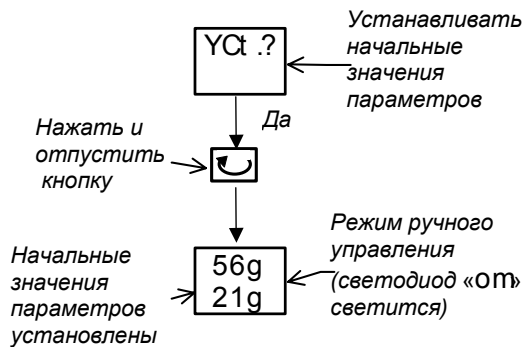 YCt .?
Устанавливать
начальные
значения
параметров
Да
Нажать и
отпустить
кнопку
56g
21g
Начальные
значения
параметров
установлены
Режим ручного
управления
(светодиод «om»
светится)